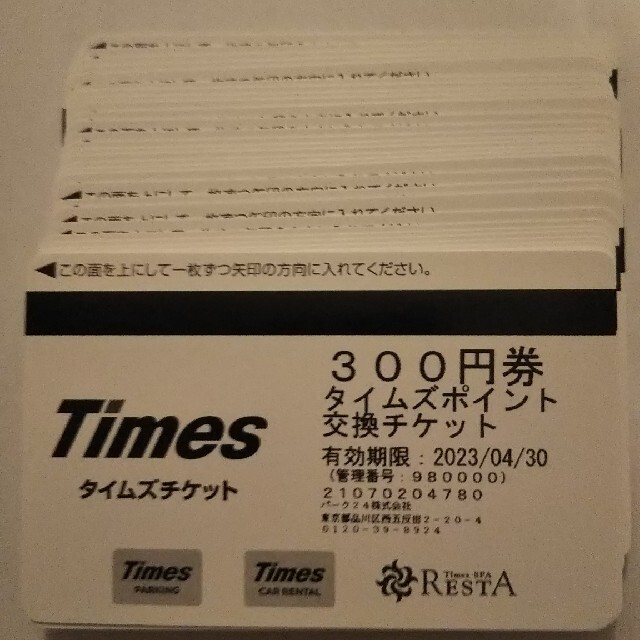 ◀この面を上にして一枚ずつ矢印の方向に入れてください。
300円券
タイムズポイント
交換チケット
有効期限：2023/04/30
（管理番号：980000）
21070204780
パーク24株式会社
東京都品川区西五反田2-20-4
0120-39-8924
Times
タイムズチケット
Times
PARKING
Times
CAR RENTAL
Times SPA
RESTA